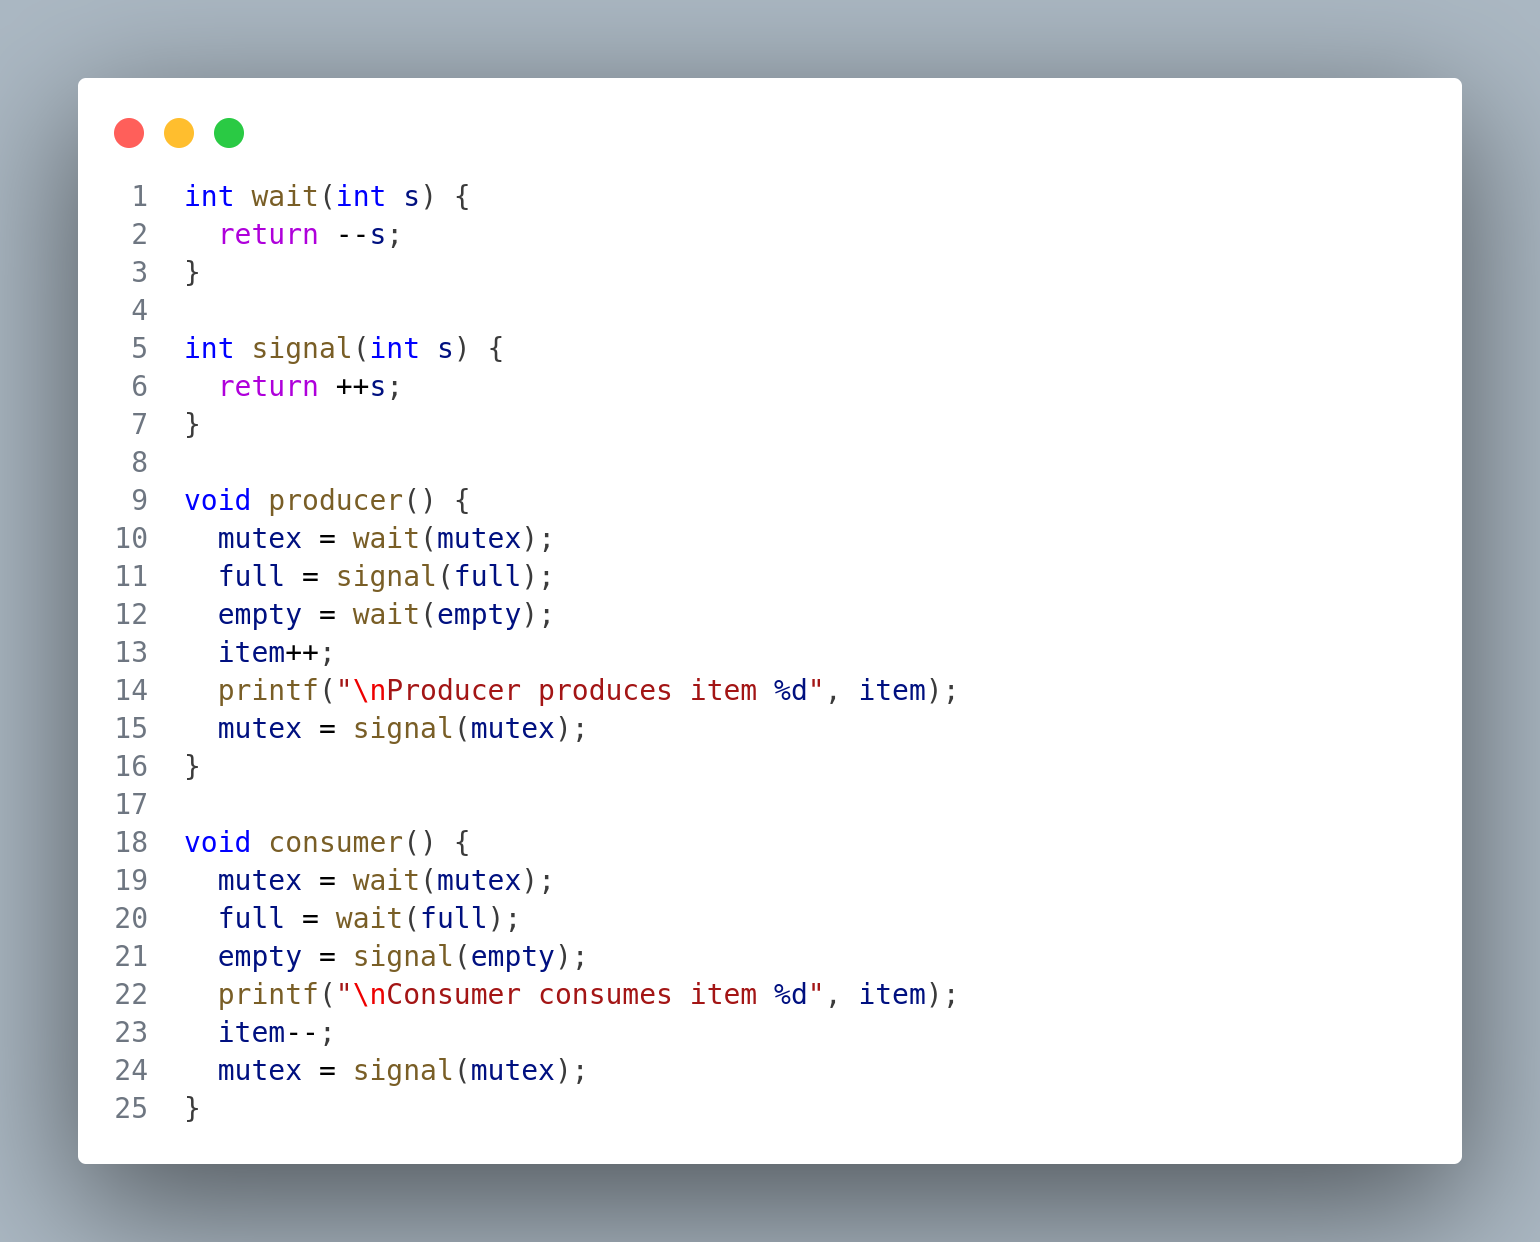 1 int wait(int s) {
2   return --s;
3 }
4
5 int signal(int s) {
6   return ++s;
7 }
8
9 void producer() {
10   mutex = wait(mutex);
11   full = signal(full);
12   empty = wait(empty);
13   item++;
14   printf("\nProducer produces item %d", item);
15   mutex = signal(mutex);
16 }
17
18 void consumer() {
19   mutex = wait(mutex);
20   full = wait(full);
21   empty = signal(empty);
22   printf("\nConsumer consumes item %d", item);
23   item--;
24   mutex = signal(mutex);
25 }